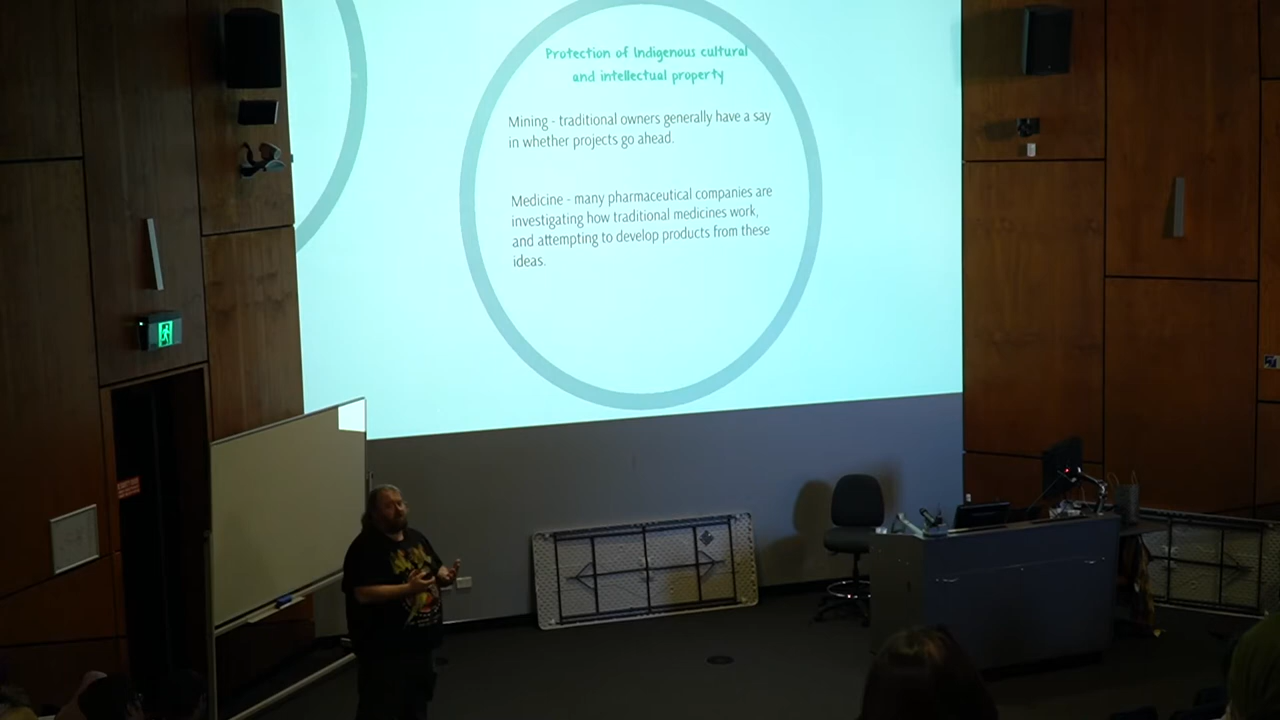 Protection of Indigenous cultural
and intellectual property
Mining - traditional owners generally have a say
in whether projects go ahead.
Medicine - many pharmaceutical companies are
investigating how traditional medicines work,
and attempting to develop products from these
ideas.